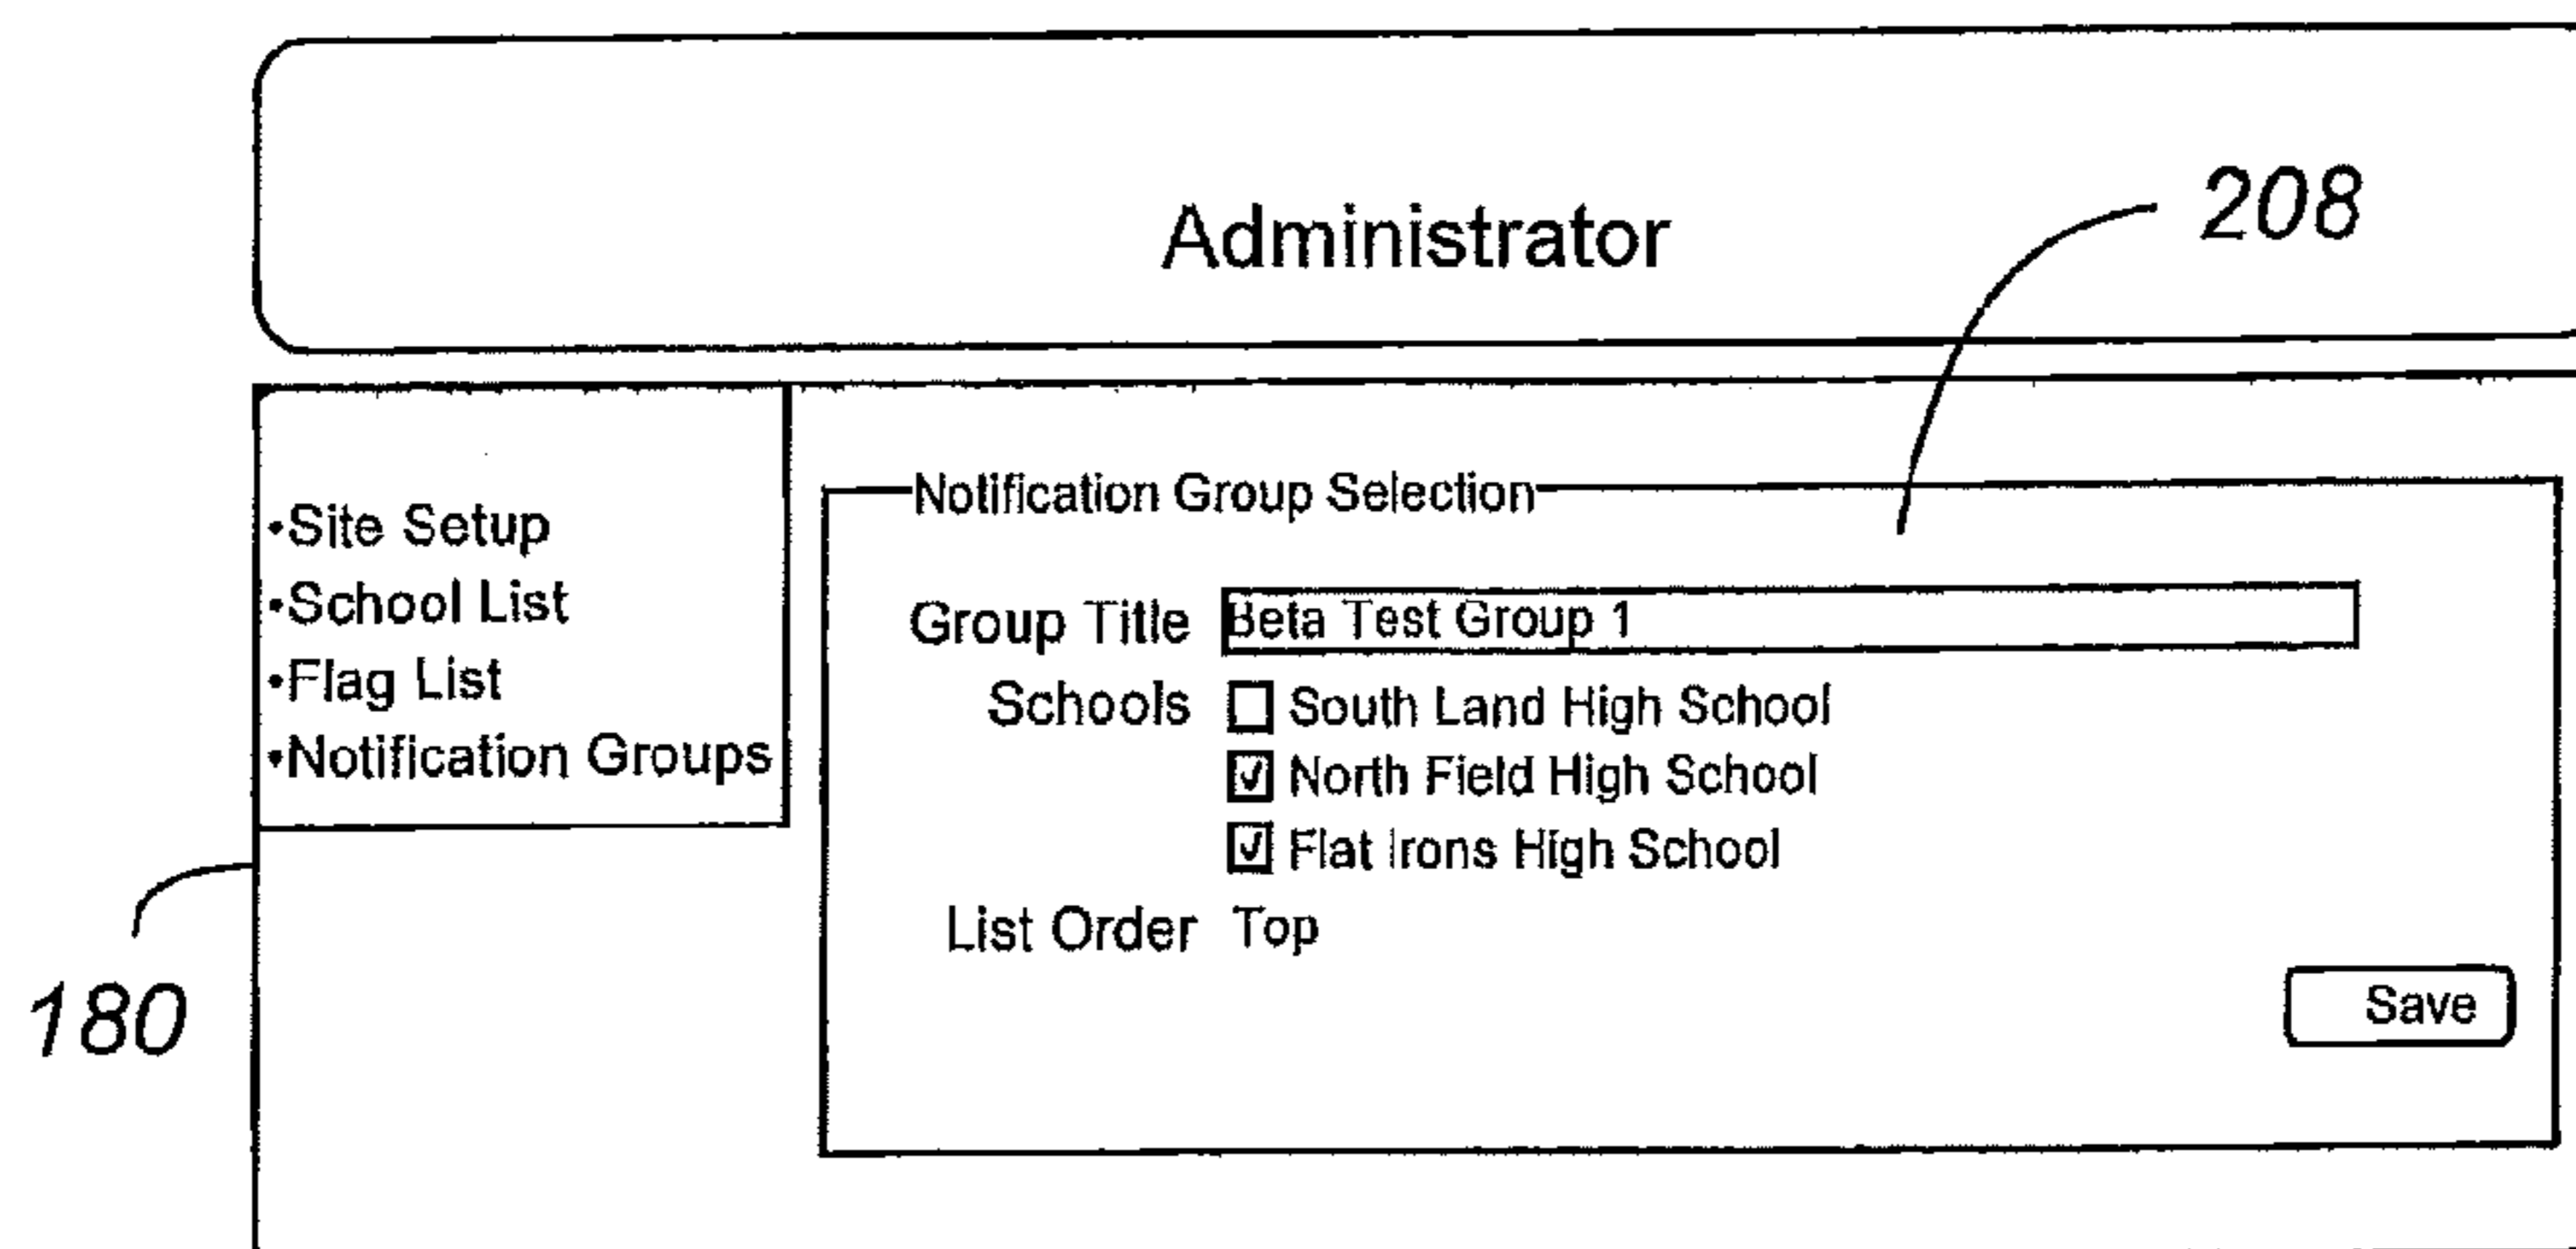 Administrator
208
•Site Setup
•School List
•Flag List
•Notification Groups
180
Notification Group Selection
Group Title Beta Test Group 1
Schools South Land High School
North Field High School
Flat Irons High School
List Order Top
Save